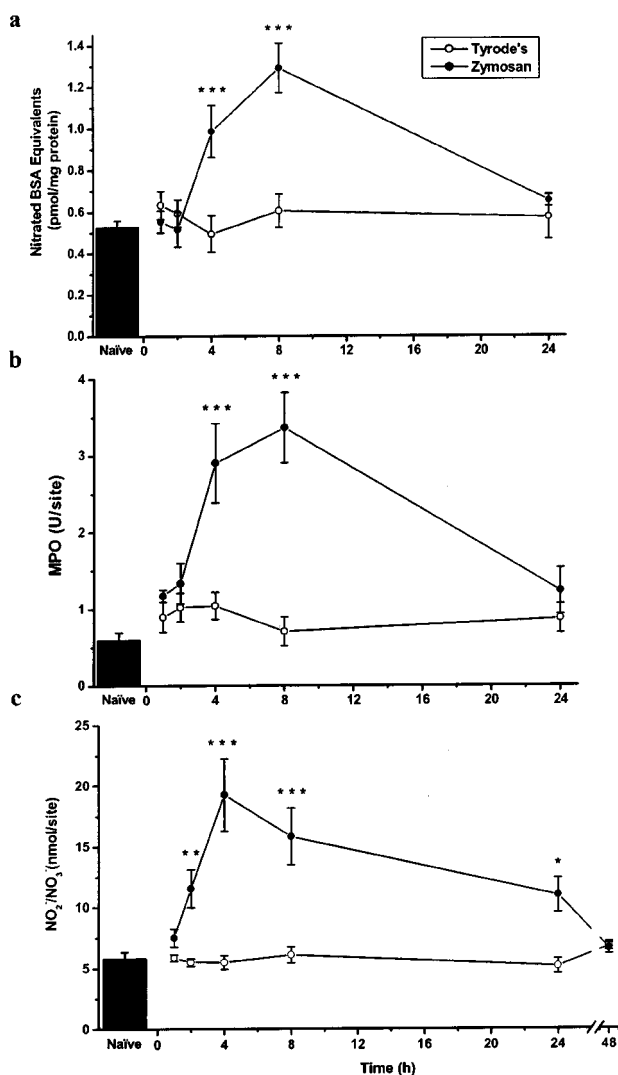 a
Nitrated BSA Equivalents
(pmol/mg protein)
1.4
1.2
1.0
0.8
0.6
0.4
0.2
0.0
***
***
Tyrode's
Zymosan
Naïve
0 4 8 12 16 20 24
b
MPO (U/site)
4
3
2
1
0
***
***
Naïve
0 4 8 12 16 20 24
c
NO2-/NO3-(nmol/site)
25
20
15
10
5
0
**
***
***
*
Naïve
0 4 8 12 16 20 24 48
Time (h)